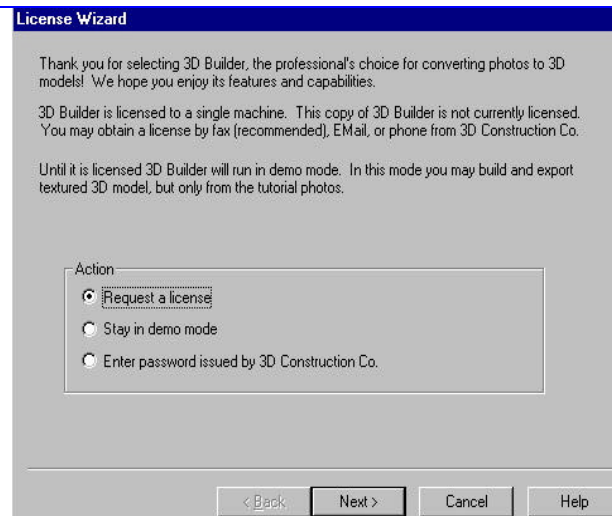 License Wizard
Thank you for selecting 3D Builder, the professional's choice for converting photos to 3D
models! We hope you enjoy its features and capabilities.
3D Builder is licensed to a single machine. This copy of 3D Builder is not currently licensed.
You may obtain a license by fax (recommended), EMail, or phone from 3D Construction Co.
Until it is licensed 3D Builder will run in demo mode. In this mode you may build and export
textured 3D model, but only from the tutorial photos.
Action
Request a license
Stay in demo mode
Enter password issued by 3D Construction Co.
< Back Next > Cancel Help